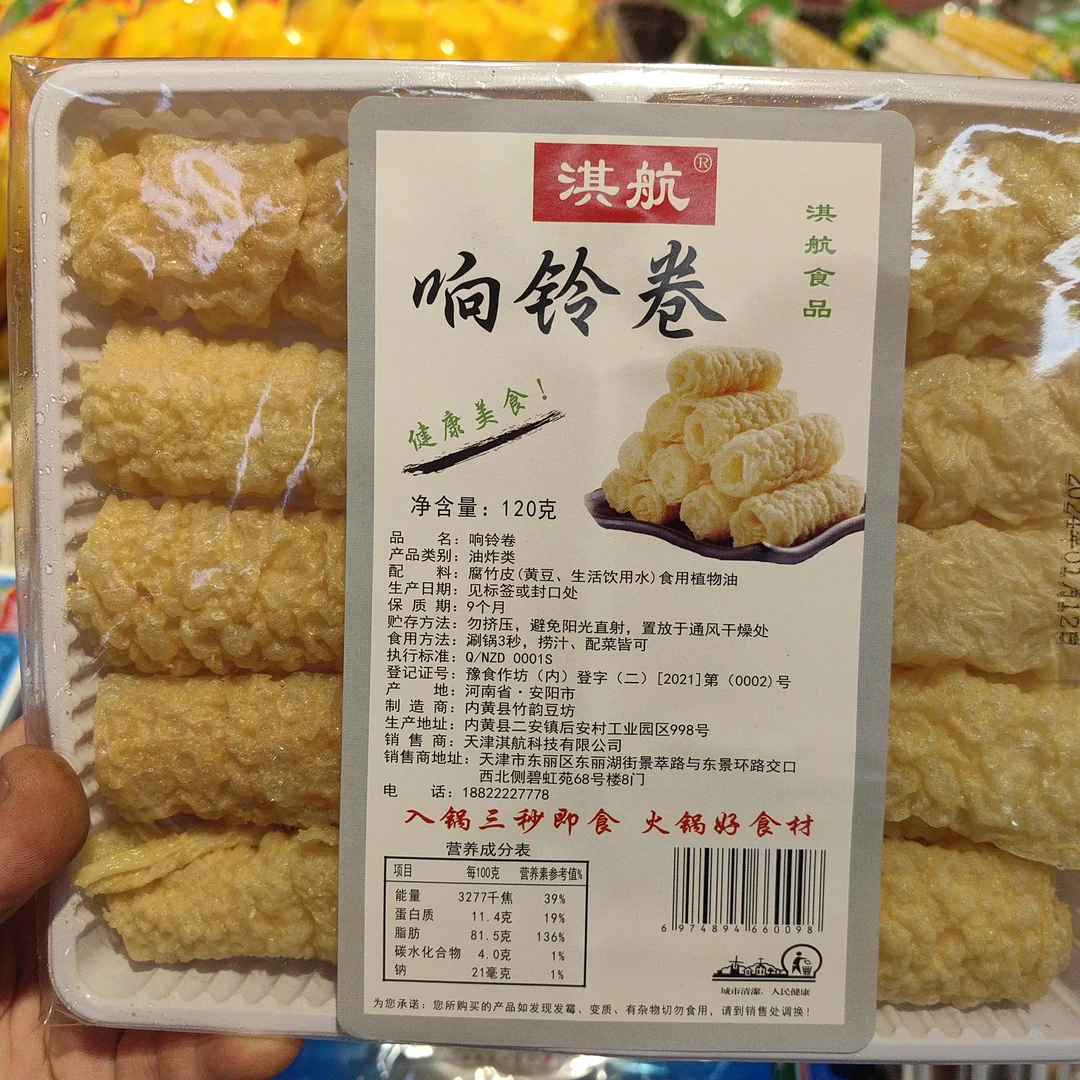 淇航®
淇航食品
响铃卷
健康美食！
净含量：120克
品　　名：响铃卷
产品类别：油炸类
配　　料：腐竹皮(黄豆、生活饮用水)食用植物油
生产日期：见标签或封口处
保 质 期：9个月
贮存方法：勿挤压，避免阳光直射，置放于通风干燥处
食用方法：涮锅3秒，捞汁、配菜皆可
执行标准：Q/NZD 0001S
登记证号：豫食作坊（内）登字（二）[2021]第（0002)号
产　　地：河南省·安阳市
制 造 商：内黄县竹韵豆坊
生产地址：内黄县二安镇后安村工业园区998号
销 售 商：天津淇航科技有限公司
销售商地址：天津市东丽区东丽湖街景萃路与东景环路交口
西北侧碧虹苑68号楼8门
电　　话：18822227778
入锅三秒即食 火锅好食材
营养成分表
项目 每100克 营养素参考值%
能量 3277千焦 39%
蛋白质 11.4克 19%
脂肪 81.5克 136%
碳水化合物 4.0克 1%
钠 21毫克 1%
6 974894 660098
城市清潔、人民健康
为您承诺：您所购买的产品如发现发霉、变质、有杂物切勿食用，请到销售处调换！
2024年01月12日